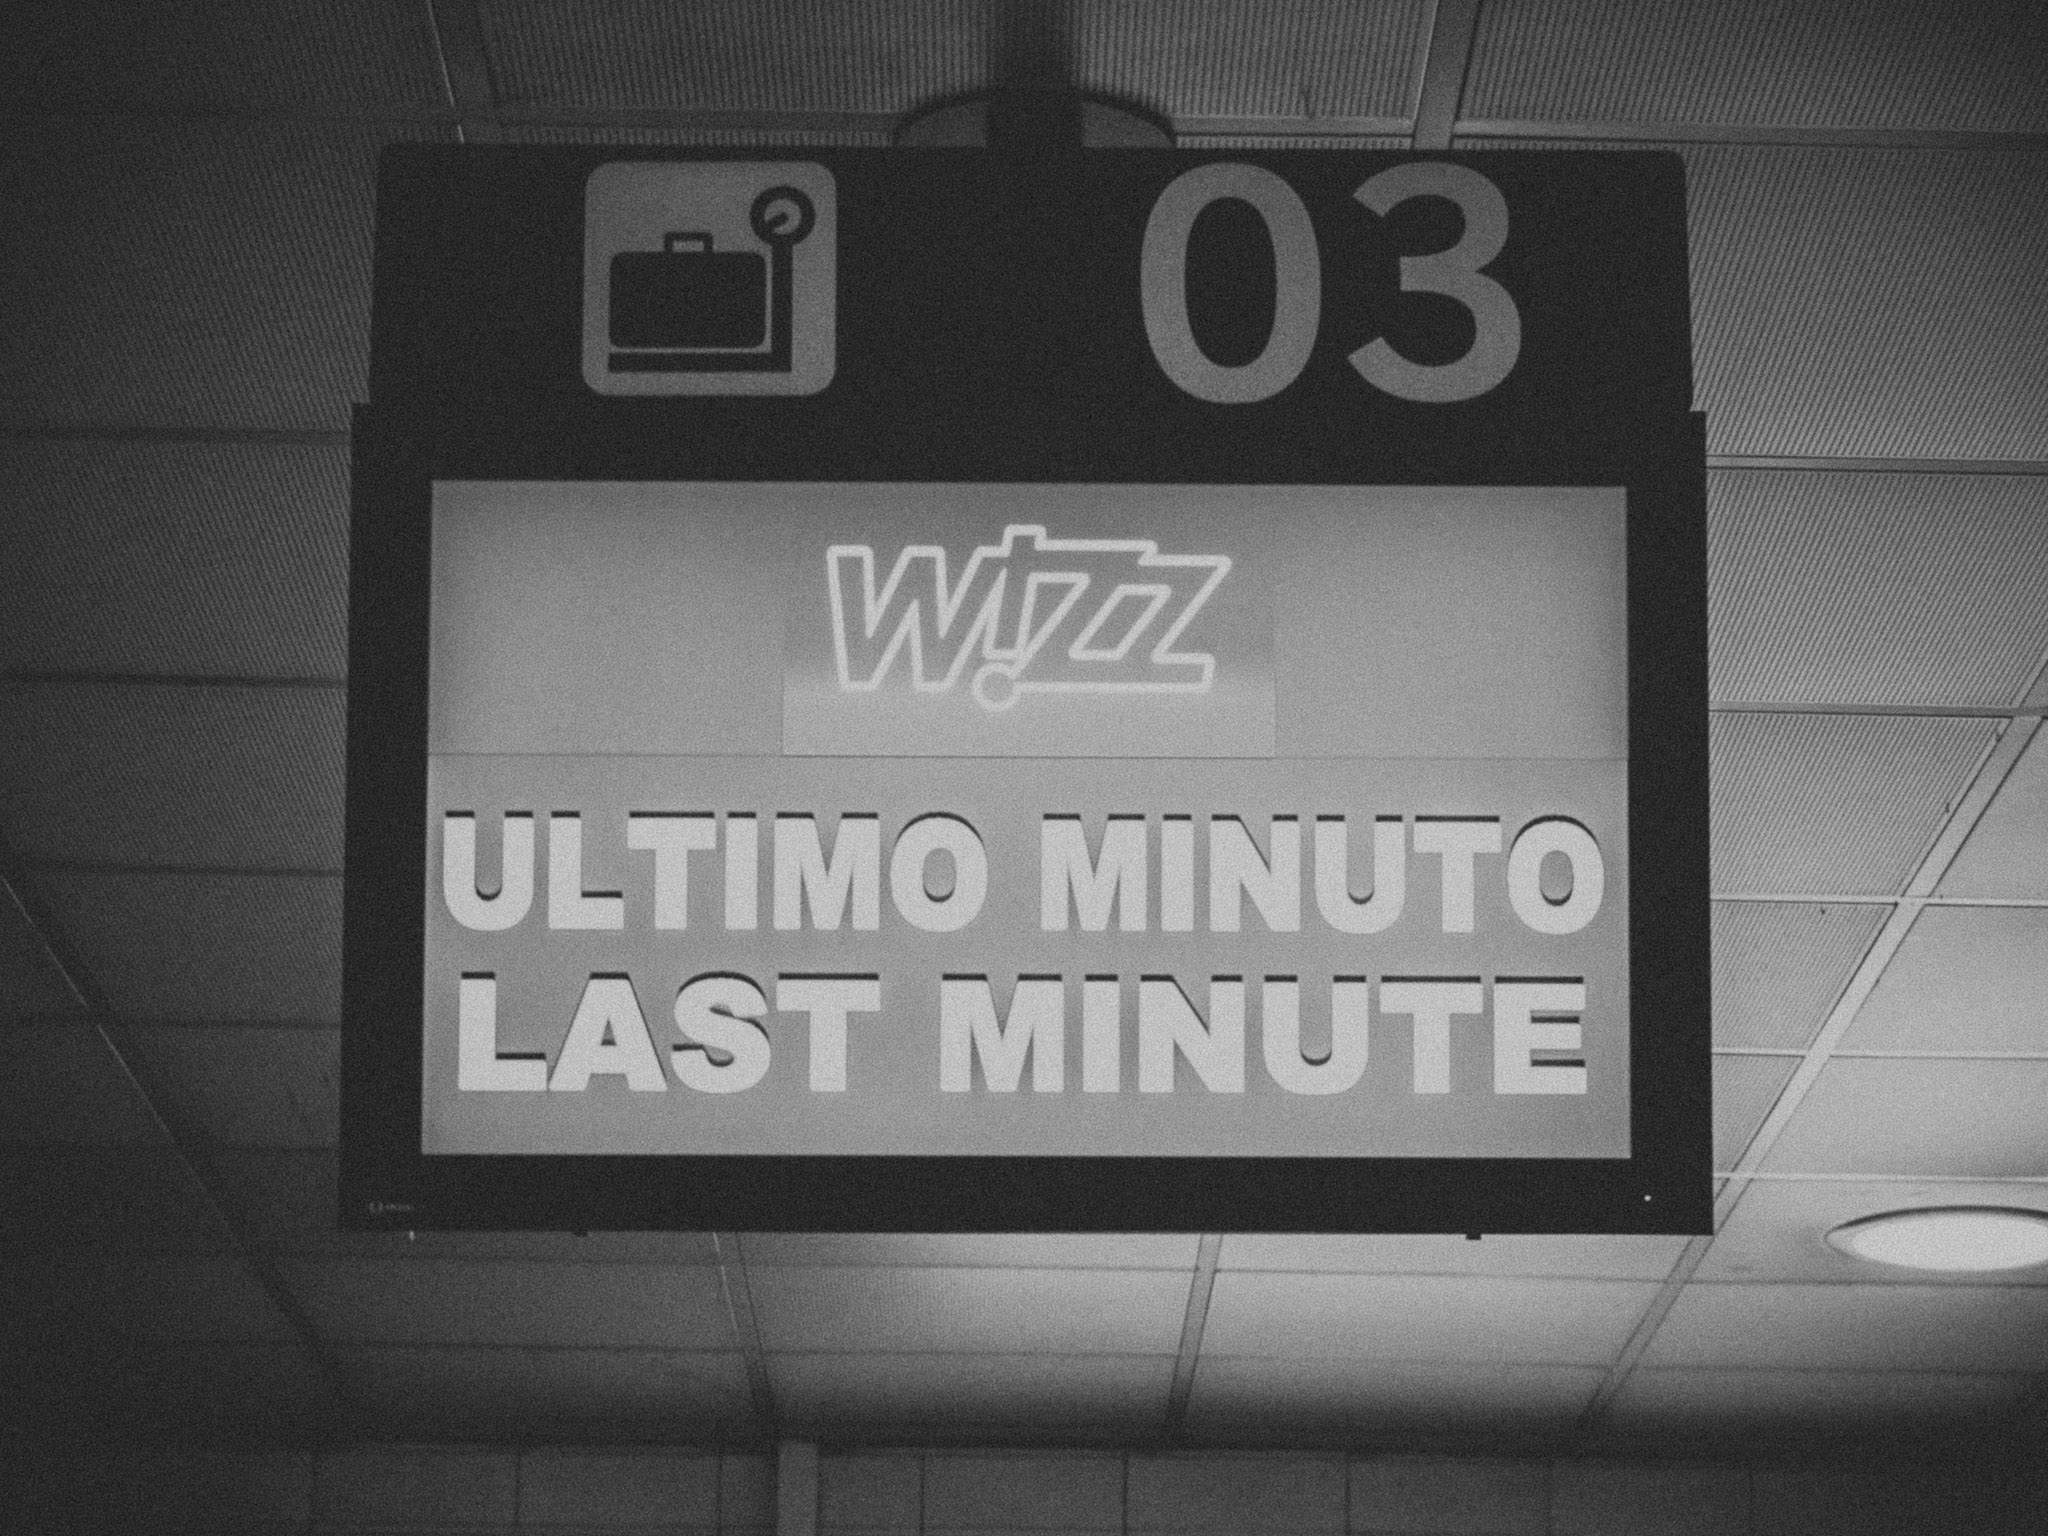 03
Wizz
ULTIMO MINUTO
LAST MINUTE